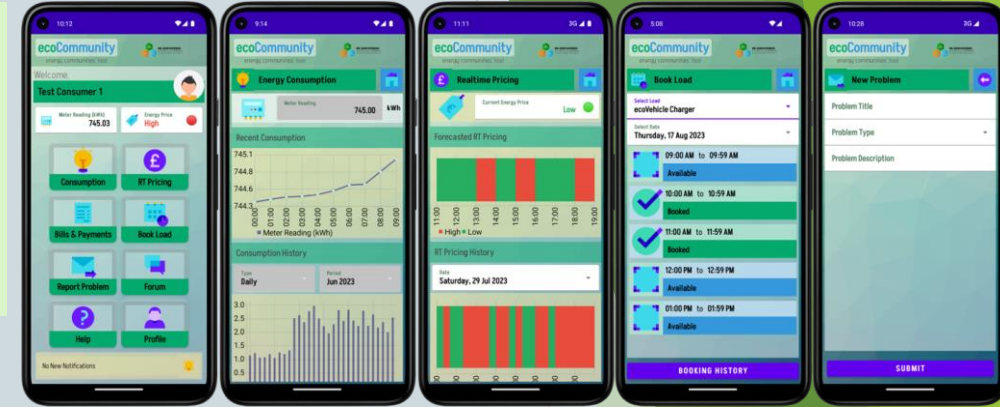 10:12
ecoCommunity
energy communities' tool
Welcome,
Test Consumer 1
Meter Reading (kWh)
745.03
Energy Price
High
Consumption
RT Pricing
Bills & Payments
Book Load
Report Problem
Forum
Help
Profile
No New Notifications
9:14
ecoCommunity
energy communities' tool
Energy Consumption
Meter Reading
745.00
kWh
Recent Consumption
745.1
744.8
744.6
744.3
00:00
01:00
02:00
03:00
04:00
05:00
06:00
07:00
08:00
09:00
Meter Reading (kWh)
Consumption History
Type
Daily
Period
Jun 2023
3.0
2.5
2.0
1.5
1.0
0.5
11:11
3G
ecoCommunity
energy communities' tool
Realtime Pricing
Current Energy Price
Low
Forecasted RT Pricing
11:00
12:00
13:00
14:00
15:00
16:00
17:00
18:00
19:00
High
Low
RT Pricing History
Date
Saturday, 29 Jul 2023
5:08
ecoCommunity
energy communities' tool
Book Load
Select Load
ecoVehicle Charger
Select Date
Thursday, 17 Aug 2023
09:00 AM to 09:59 AM
Available
10:00 AM to 10:59 AM
Booked
11:00 AM to 11:59 AM
Booked
12:00 PM to 12:59 PM
Available
01:00 PM to 01:59 PM
Available
BOOKING HISTORY
10:28
3G
ecoCommunity
energy communities' tool
New Problem
Problem Title
Problem Type
Problem Description
SUBMIT